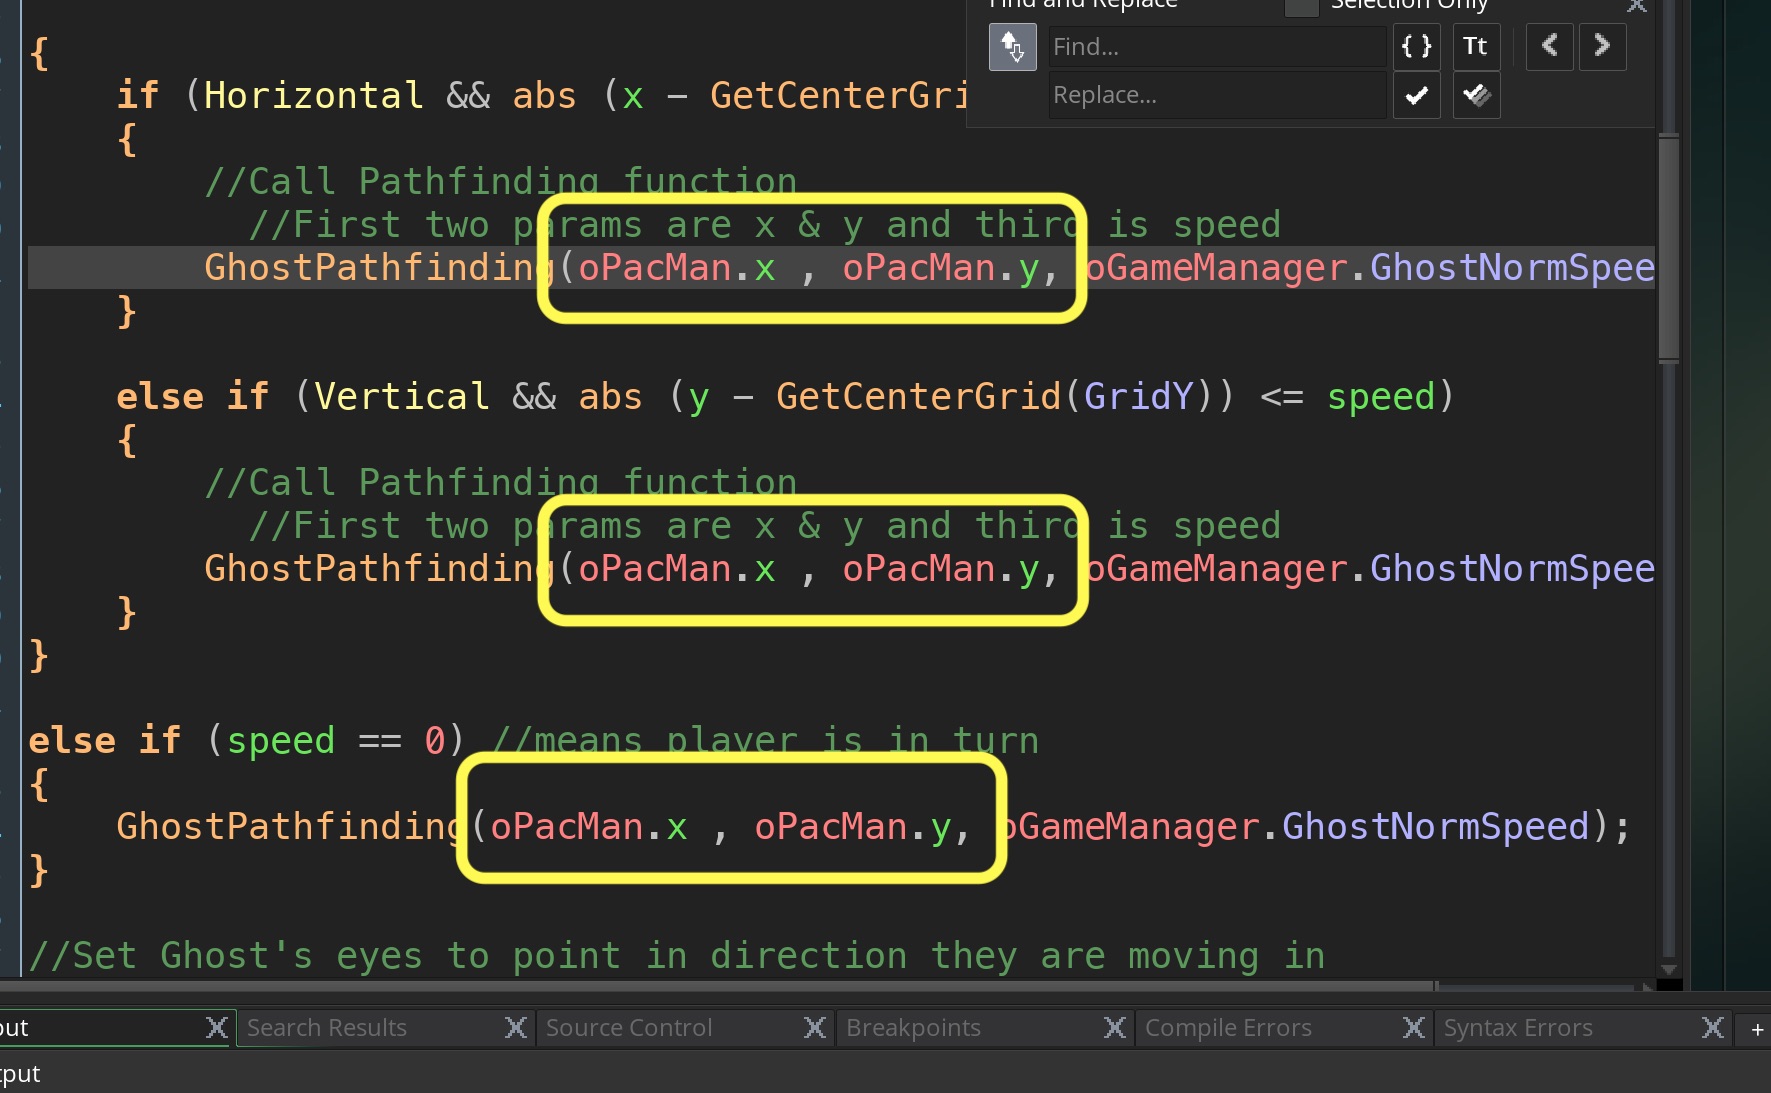 Find and Replace Selection Only
Find...
{ } Tt
Replace...
{
if (Horizontal && abs (x - GetCenterGri
{
//Call Pathfinding function
//First two params are x & y and third is speed
GhostPathfinding(oPacMan.x , oPacMan.y, oGameManager.GhostNormSpee
}
else if (Vertical && abs (y - GetCenterGrid(GridY)) <= speed)
{
//Call Pathfinding function
//First two params are x & y and third is speed
GhostPathfinding(oPacMan.x , oPacMan.y, oGameManager.GhostNormSpee
}
}
else if (speed == 0) //means player is in turn
{
GhostPathfinding(oPacMan.x , oPacMan.y, oGameManager.GhostNormSpeed);
}
//Set Ghost's eyes to point in direction they are moving in
put Search Results Source Control Breakpoints Compile Errors Syntax Errors +
tput